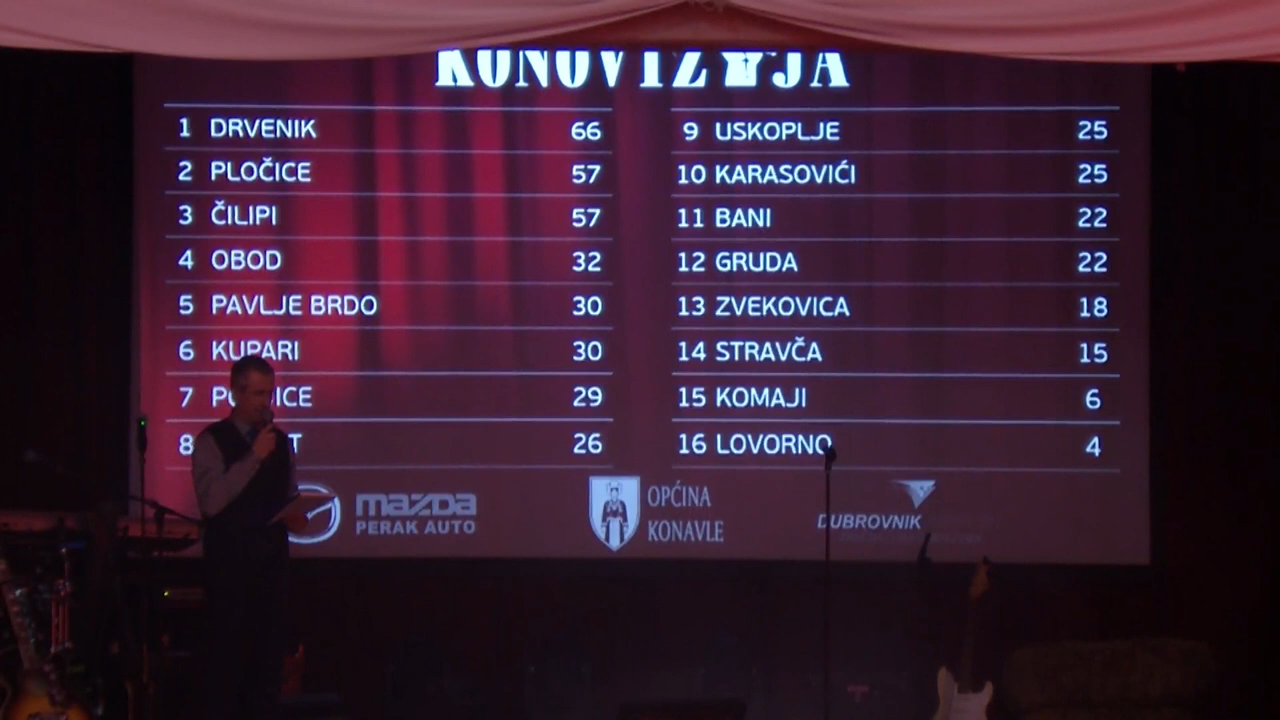 KONOVIZIJA
1 DRVENIK 66
2 PLOČICE 57
3 ČILIPI 57
4 OBOD 32
5 PAVLJE BRDO 30
6 KUPARI 30
7 29
8 26
9 USKOPLJE 25
10 KARASOVIĆI 25
11 BANI 22
12 GRUDA 22
13 ZVEKOVICA 18
14 STRAVČA 15
15 KOMAJI 6
16 LOVORNO 4
mazda
PERAK AUTO
OPĆINA
KONAVLE
DUBROVNIK